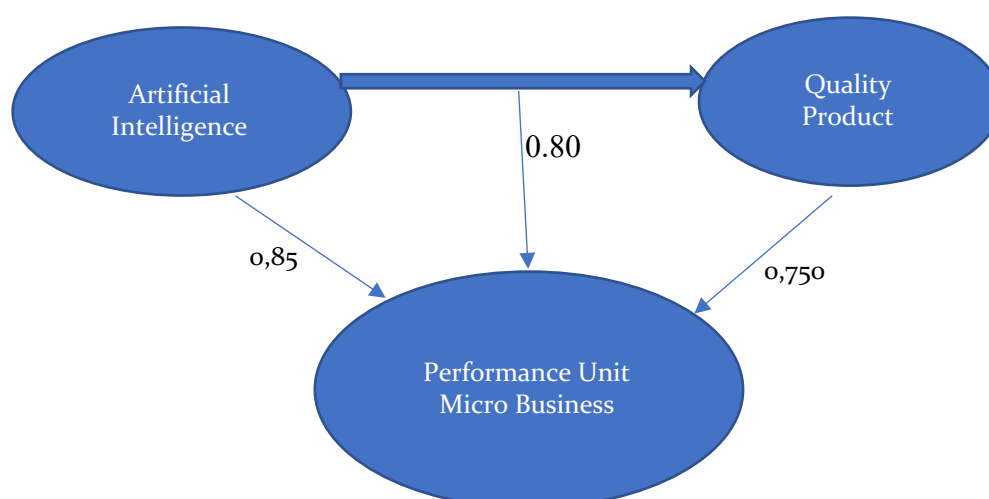 Artificial
Intelligence
Quality
Product
0.80
0,85
0,750
Performance Unit
Micro Business